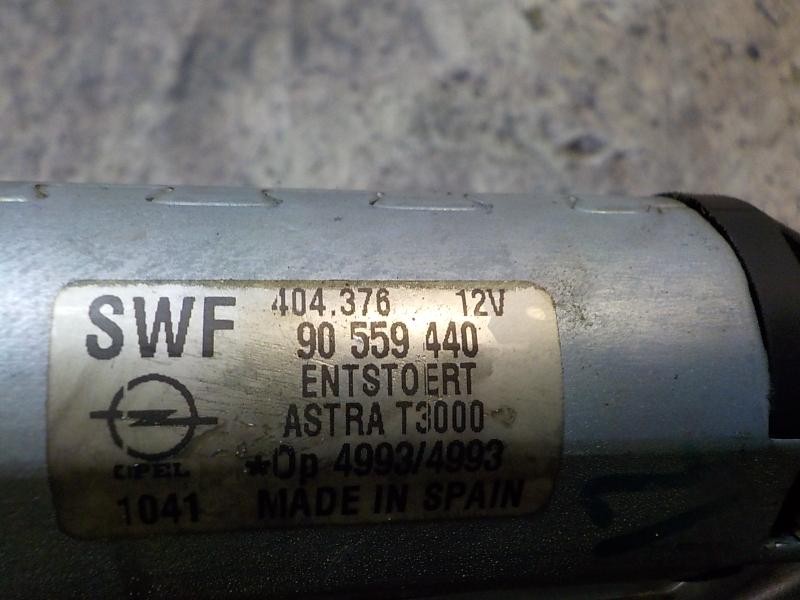 SWF 404.376 12V
90 559 440
ENTSTOERT
ASTRA T3000
OPEL *Op 4993/4993
1041 MADE IN SPAIN